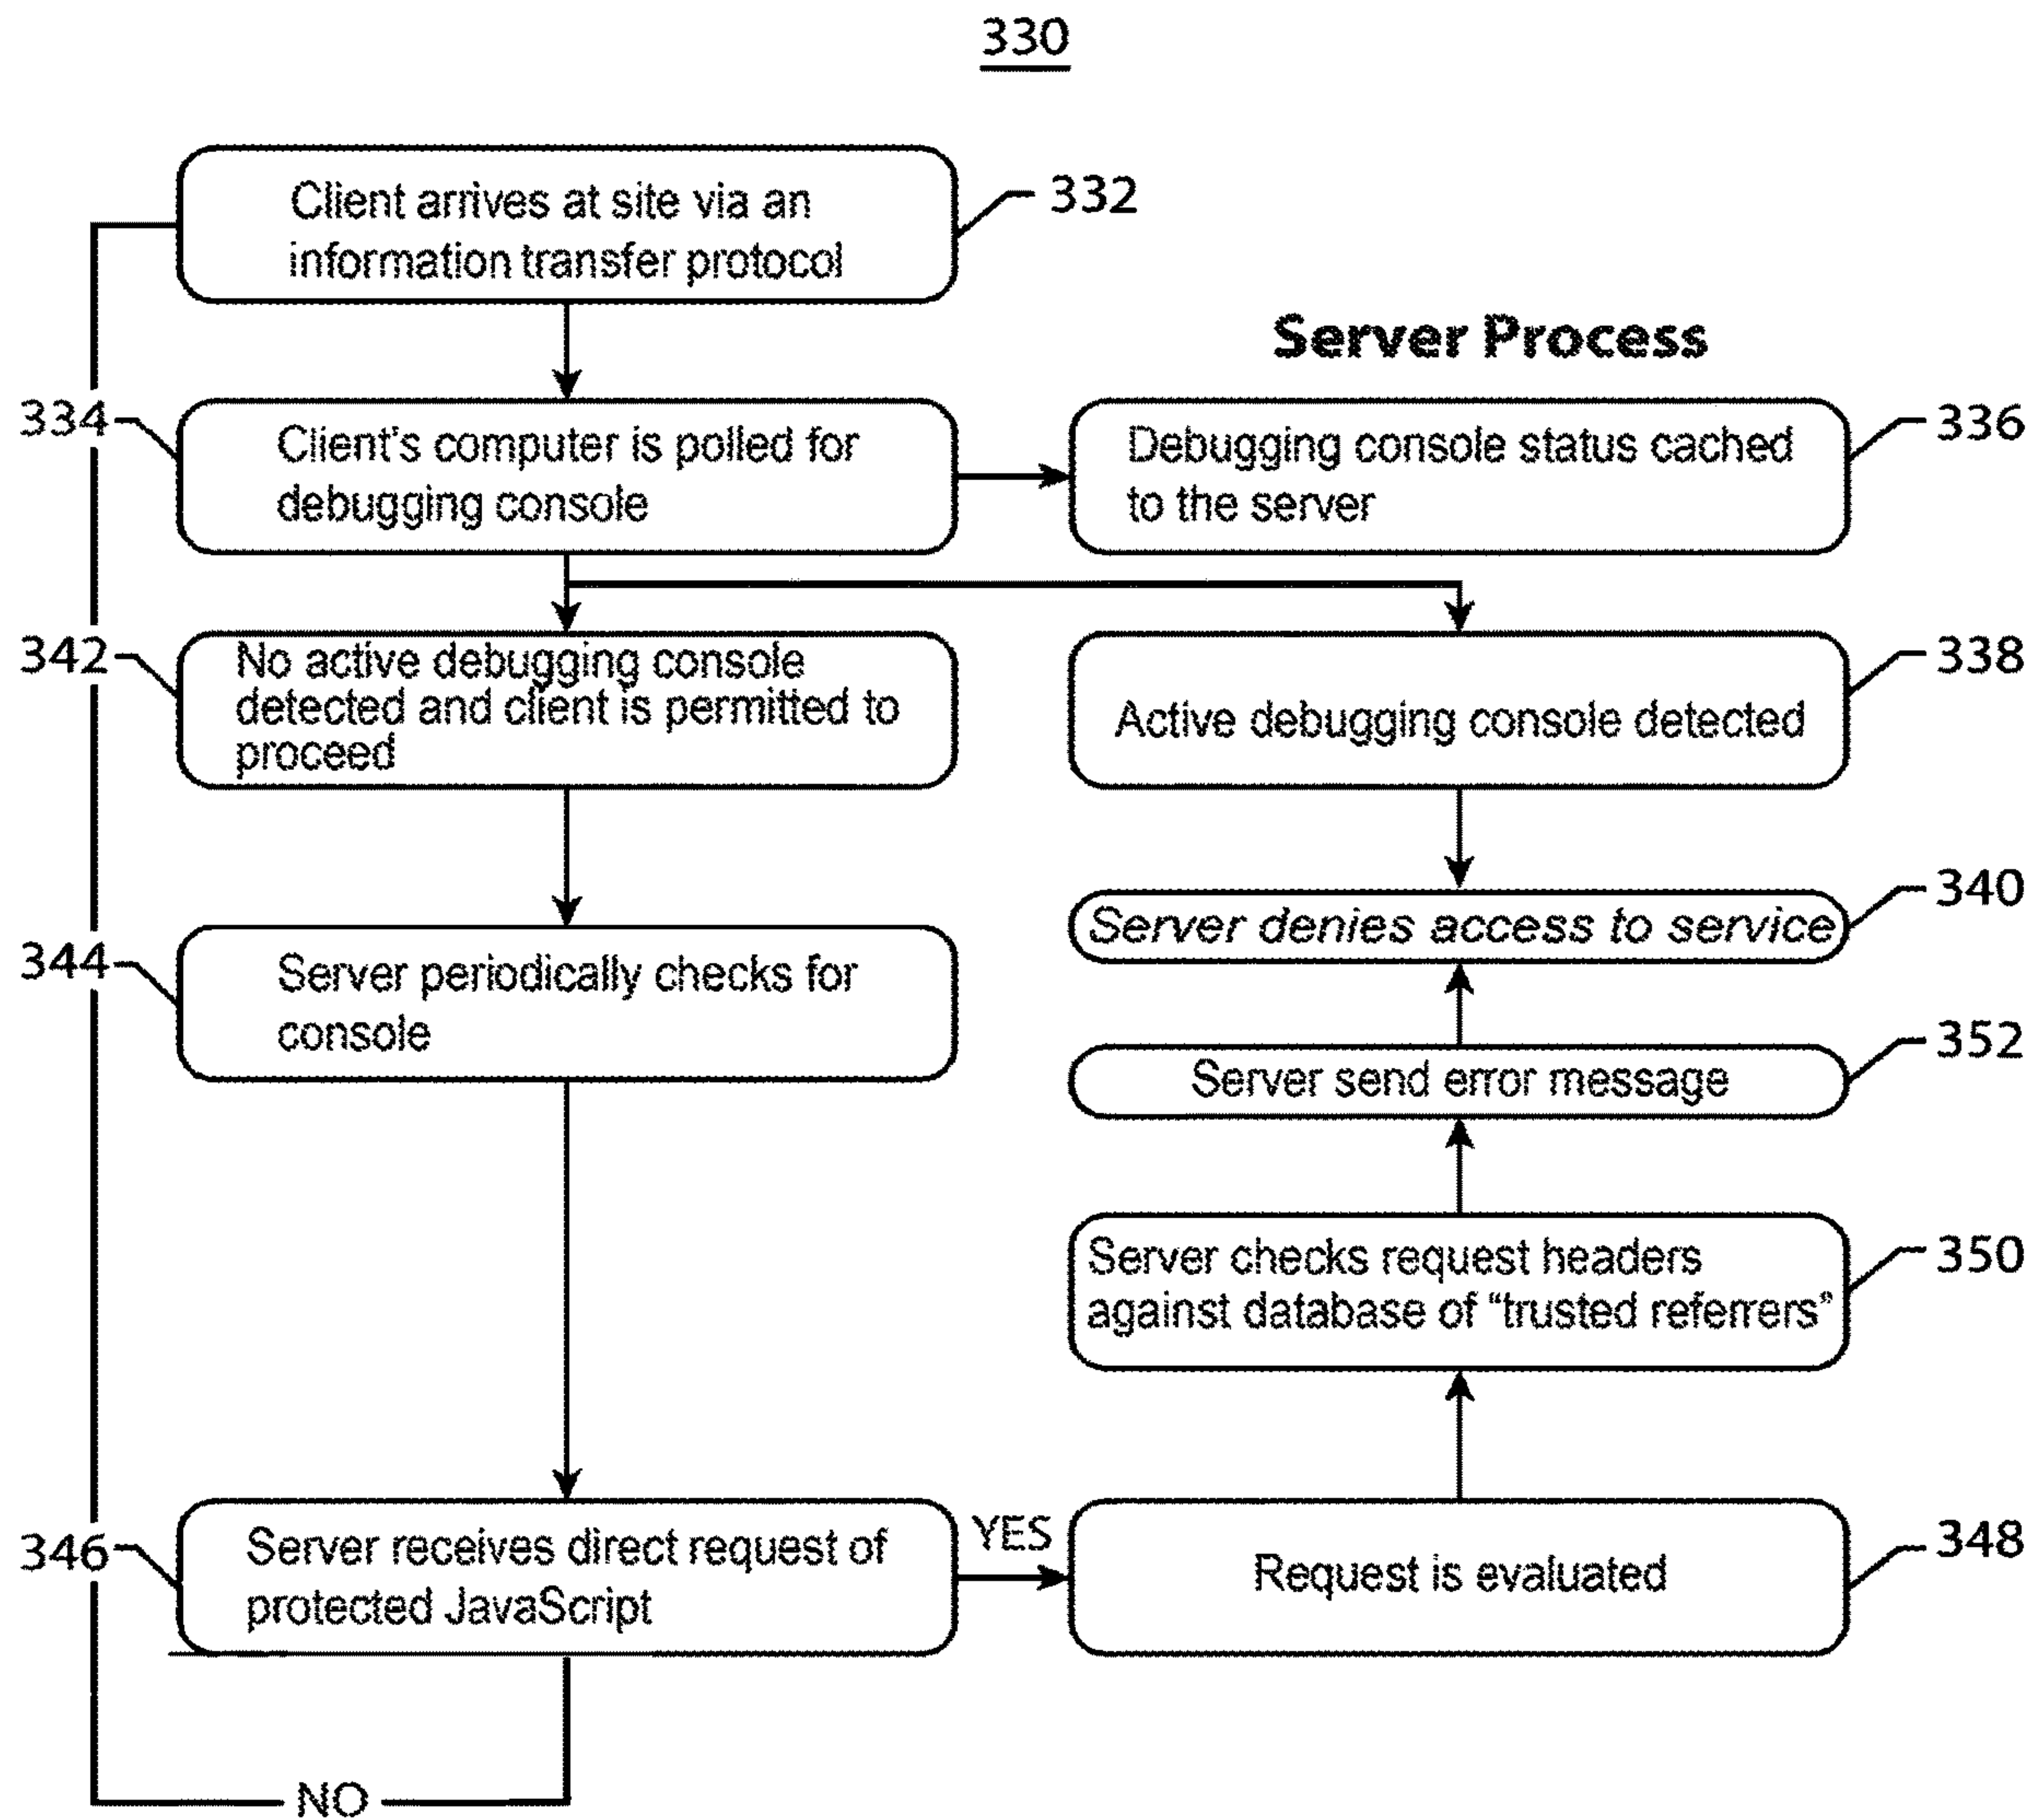 330
Client arrives at site via an
information transfer protocol
332
Server Process
334
Client's computer is polled for
debugging console
Debugging console status cached
to the server
336
342
No active debugging console
detected and client is permitted to
proceed
Active debugging console detected
338
Server denies access to service
340
344
Server periodically checks for
console
Server send error message
352
Server checks request headers
against database of “trusted referrers”
350
346
Server receives direct request of
protected JavaScript
YES
Request is evaluated
348
NO